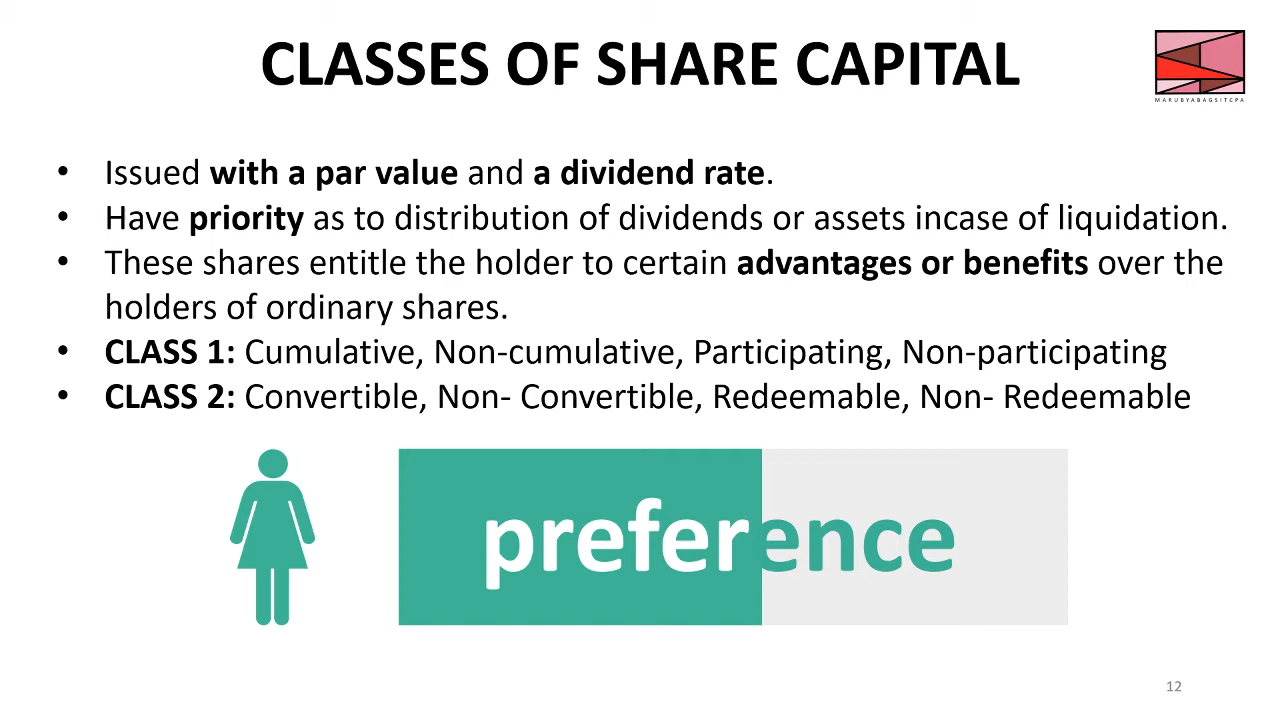 CLASSES OF SHARE CAPITAL
MARUBYABAGSITCPA
• Issued with a par value and a dividend rate.
• Have priority as to distribution of dividends or assets incase of liquidation.
• These shares entitle the holder to certain advantages or benefits over the
holders of ordinary shares.
• CLASS 1: Cumulative, Non-cumulative, Participating, Non-participating
• CLASS 2: Convertible, Non- Convertible, Redeemable, Non- Redeemable
preference
12